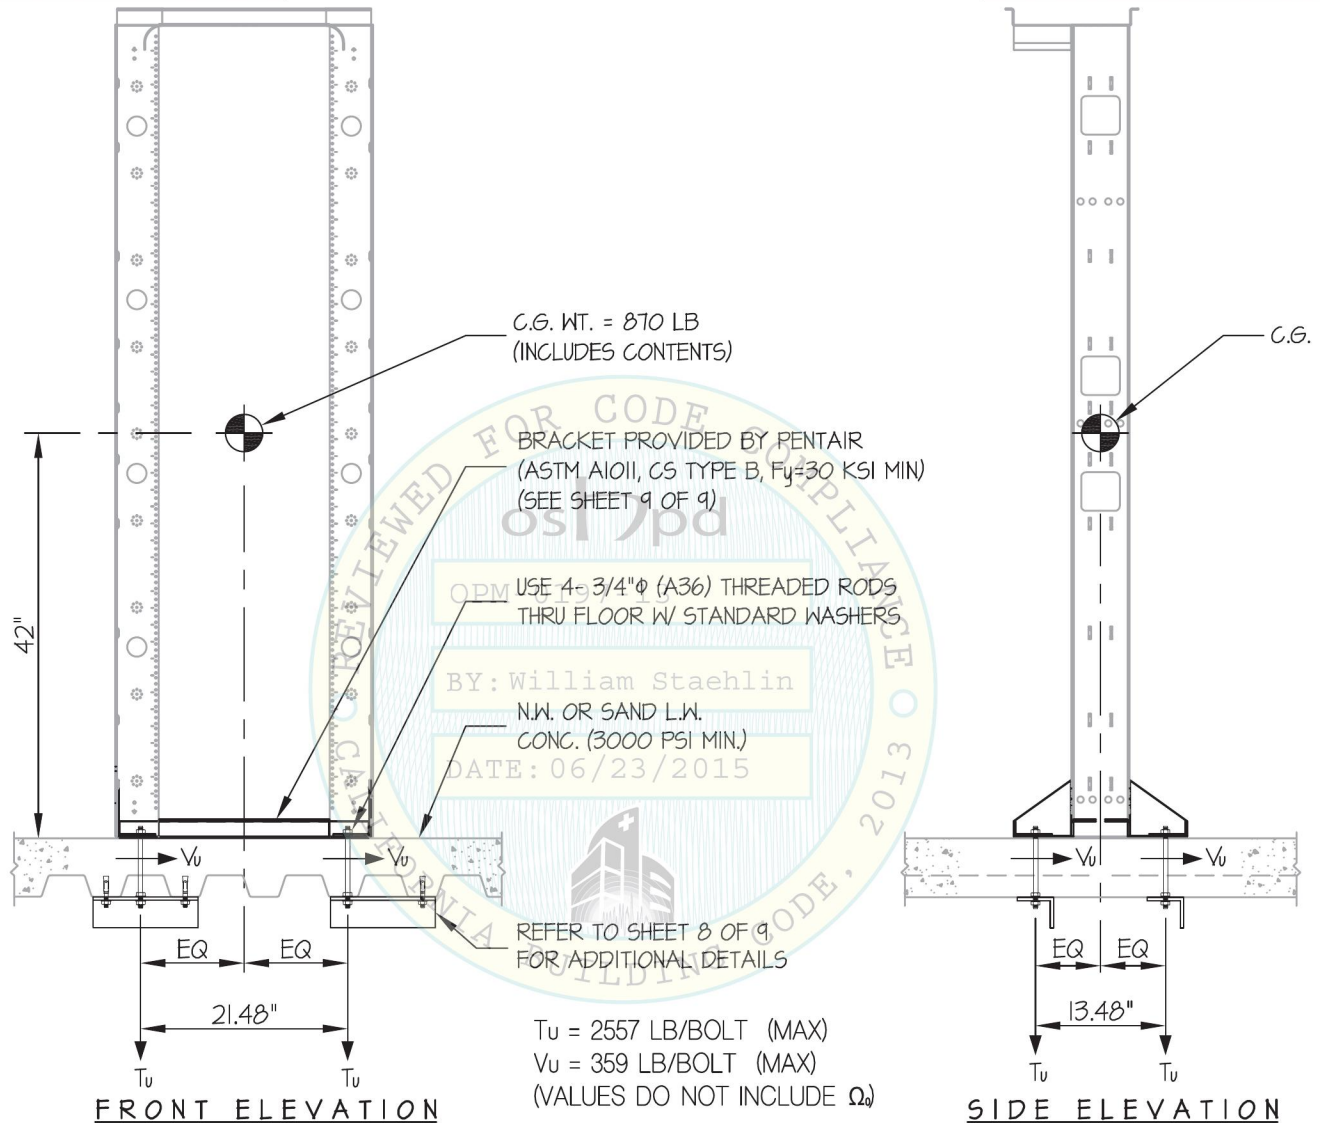 C.G. WT. = 870 LB
(INCLUDES CONTENTS)
C.G.
BRACKET PROVIDED BY PENTAIR
(ASTM A1011, CS TYPE B, Fy=30 KSI MIN)
(SEE SHEET 9 OF 9)
USE 4- 3/4"φ (A36) THREADED RODS
THRU FLOOR W/ STANDARD WASHERS
N.W. OR SAND L.W.
CONC. (3000 PSI MIN.)
42"
Vu
Vu
Vu
Vu
REFER TO SHEET 8 OF 9
FOR ADDITIONAL DETAILS
EQ
EQ
EQ
EQ
21.48"
13.48"
Tu
Tu
Tu
Tu
Tu = 2557 LB/BOLT (MAX)
Vu = 359 LB/BOLT (MAX)
(VALUES DO NOT INCLUDE Ω₀)
FRONT ELEVATION
SIDE ELEVATION
REVIEWED FOR CODE COMPLIANCE
oshpd
BY: William Staehlin
DATE: 06/23/2015
CALIFORNIA BUILDING CODE, 2013